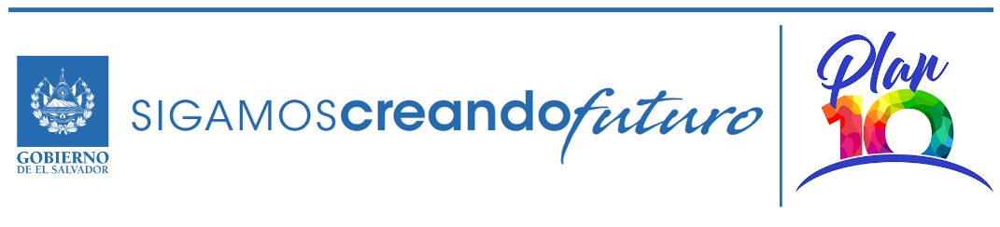 GOBIERNO
DE EL SALVADOR
SIGAMOScreandofuturo
Plan
10